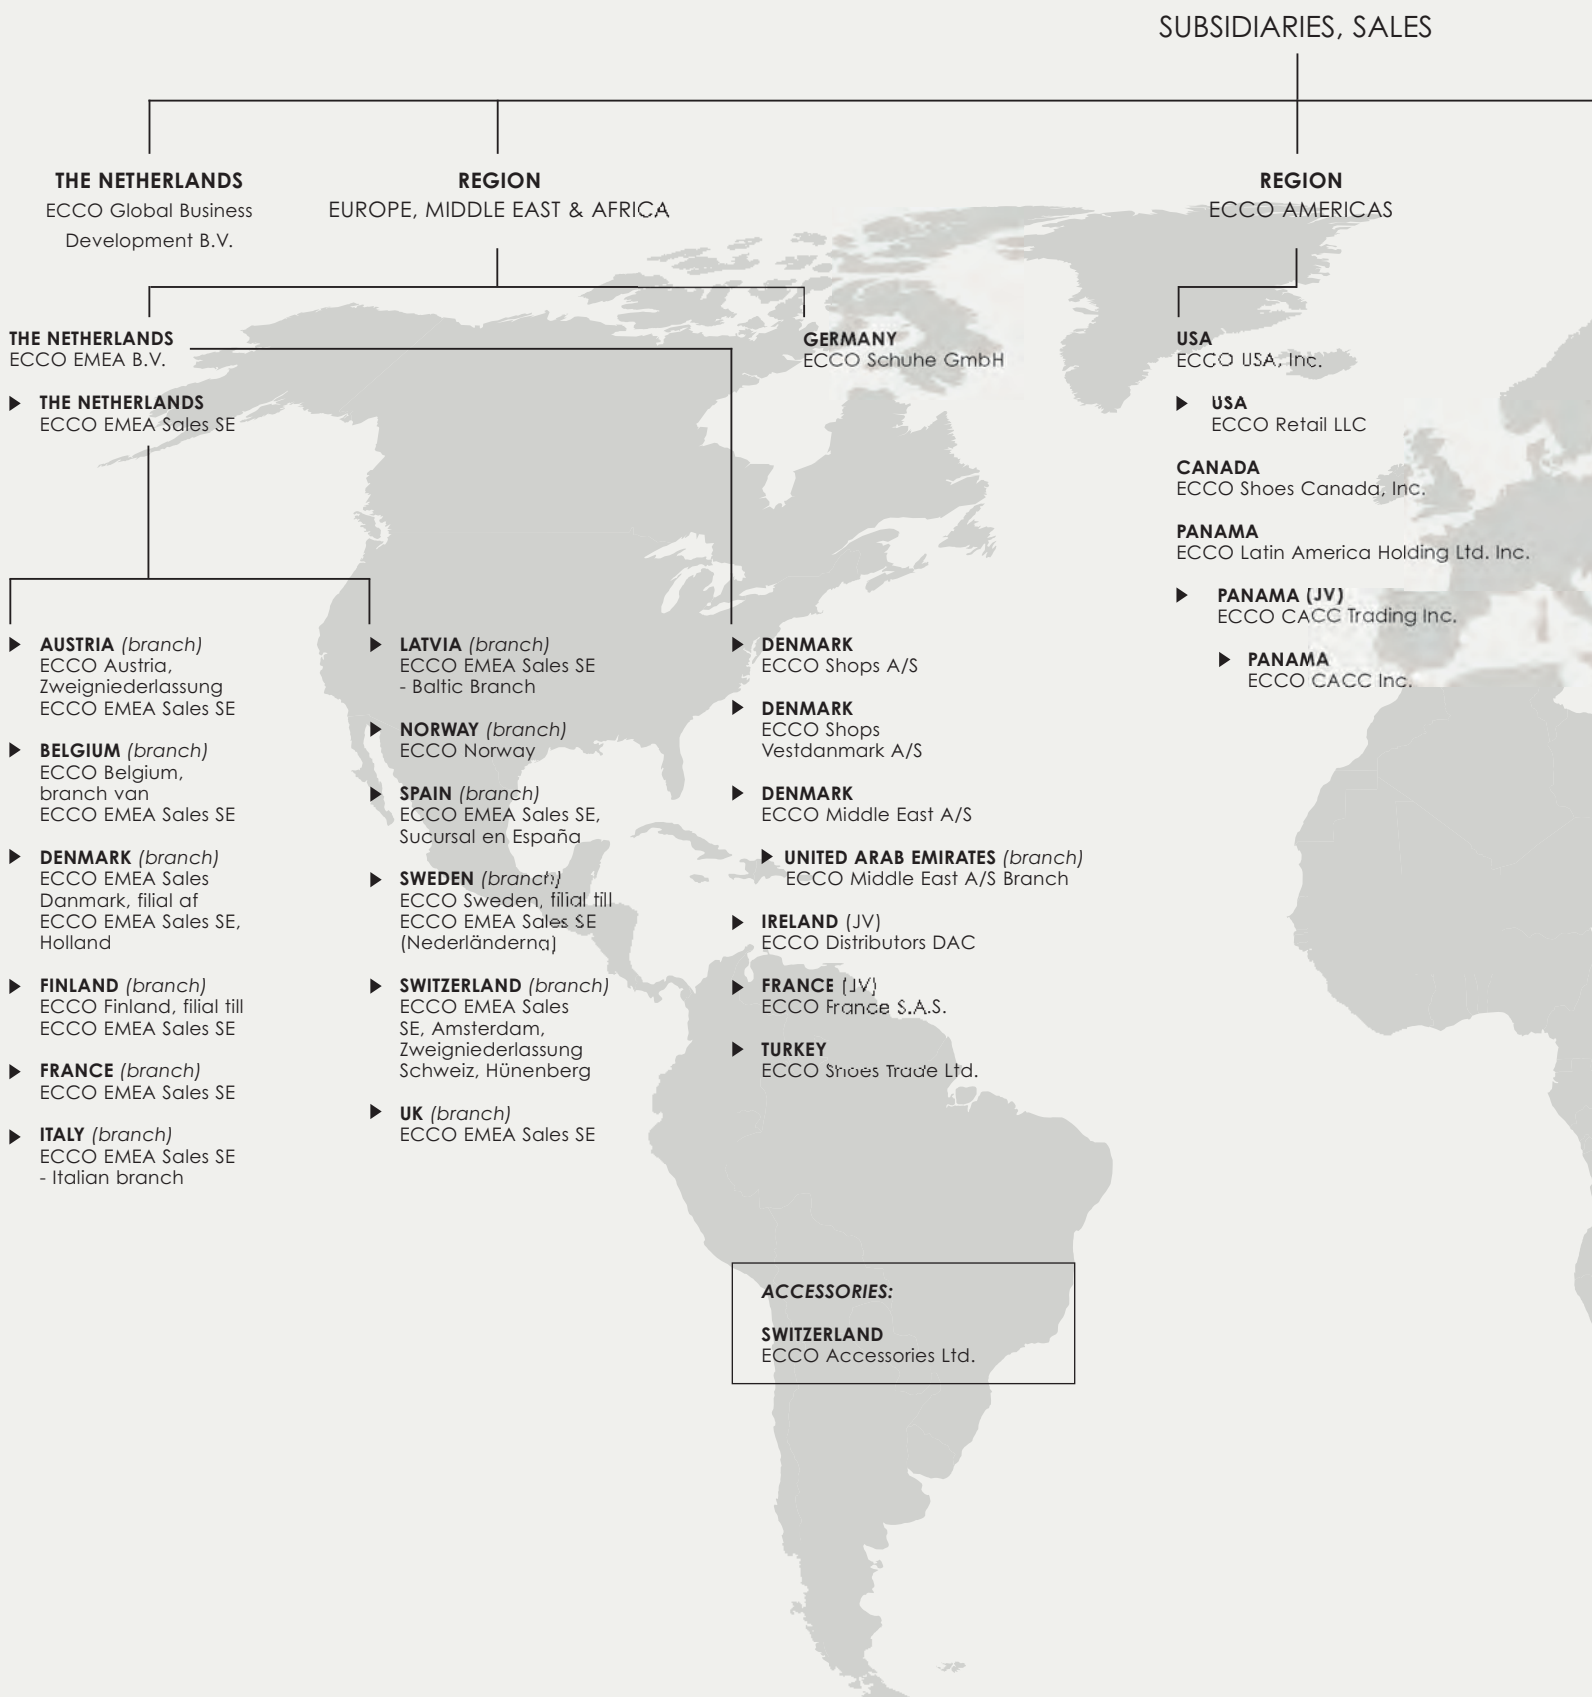 SUBSIDIARIES, SALES
THE NETHERLANDS
ECCO Global Business
Development B.V.
REGION
EUROPE, MIDDLE EAST & AFRICA
REGION
ECCO AMERICAS
THE NETHERLANDS
ECCO EMEA B.V.
THE NETHERLANDS
ECCO EMEA Sales SE
GERMANY
ECCO Schuhe GmbH
USA
ECCO USA, Inc.
USA
ECCO Retail LLC
CANADA
ECCO Shoes Canada, Inc.
PANAMA
ECCO Latin America Holding Ltd. Inc.
PANAMA (JV)
ECCO CACC Trading Inc.
PANAMA
ECCO CACC Inc.
AUSTRIA (branch)
ECCO Austria,
Zweigniederlassung
ECCO EMEA Sales SE
BELGIUM (branch)
ECCO Belgium,
branch van
ECCO EMEA Sales SE
DENMARK (branch)
ECCO EMEA Sales
Danmark, filial af
ECCO EMEA Sales SE,
Holland
FINLAND (branch)
ECCO Finland, filial till
ECCO EMEA Sales SE
FRANCE (branch)
ECCO EMEA Sales SE
ITALY (branch)
ECCO EMEA Sales SE
- Italian branch
LATVIA (branch)
ECCO EMEA Sales SE
- Baltic Branch
NORWAY (branch)
ECCO Norway
SPAIN (branch)
ECCO EMEA Sales SE,
Sucursal en España
SWEDEN (branch)
ECCO Sweden, filial till
ECCO EMEA Sales SE
(Nederländerna)
SWITZERLAND (branch)
ECCO EMEA Sales
SE, Amsterdam,
Zweigniederlassung
Schweiz, Hünenberg
UK (branch)
ECCO EMEA Sales SE
DENMARK
ECCO Shops A/S
DENMARK
ECCO Shops
Vestdanmark A/S
DENMARK
ECCO Middle East A/S
UNITED ARAB EMIRATES (branch)
ECCO Middle East A/S Branch
IRELAND (JV)
ECCO Distributors DAC
FRANCE (JV)
ECCO France S.A.S.
TURKEY
ECCO Shoes Trade Ltd.
ACCESSORIES:
SWITZERLAND
ECCO Accessories Ltd.